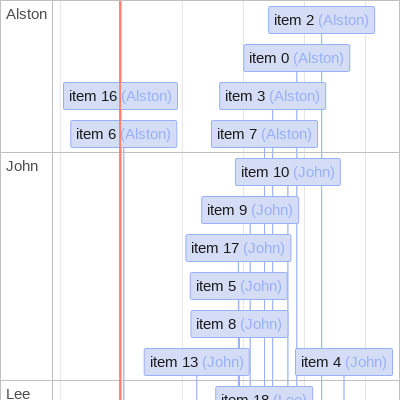 Alston
item 2 (Alston)
item 0 (Alston)
item 16 (Alston)
item 3 (Alston)
item 6 (Alston)
item 7 (Alston)
John
item 10 (John)
item 9 (John)
item 17 (John)
item 5 (John)
item 8 (John)
item 13 (John)
item 4 (John)
Lee
item 18 (Lee)